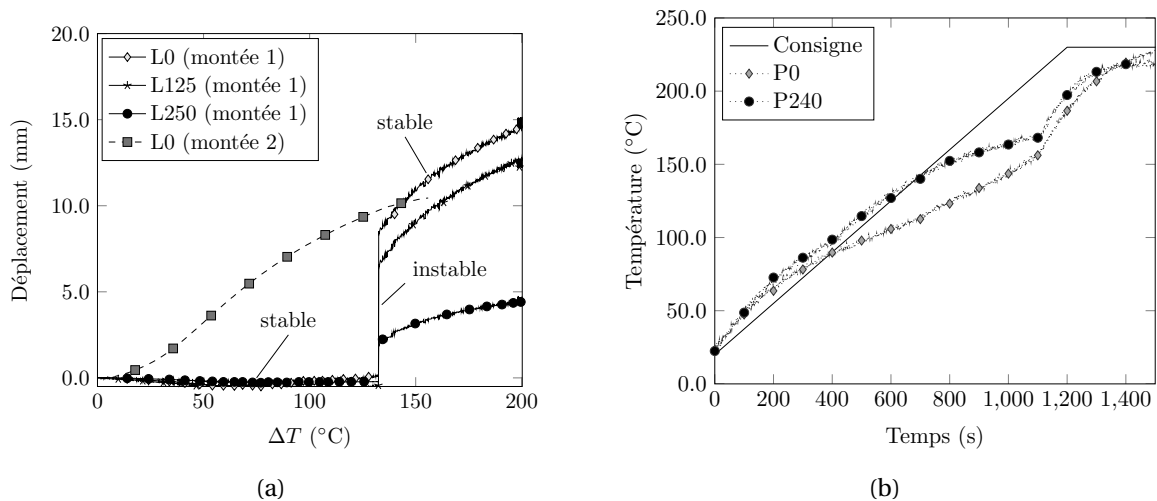 20.0
15.0
10.0
5.0
0.0
Déplacement (mm)
L0 (montée 1)
L125 (montée 1)
L250 (montée 1)
L0 (montée 2)
stable
instable
stable
0
50
100
150
200
ΔT (°C)
(a)
250.0
200.0
150.0
100.0
50.0
0.0
Température (°C)
Consigne
P0
P240
0
200
400
600
800
1,000
1,200
1,400
Temps (s)
(b)